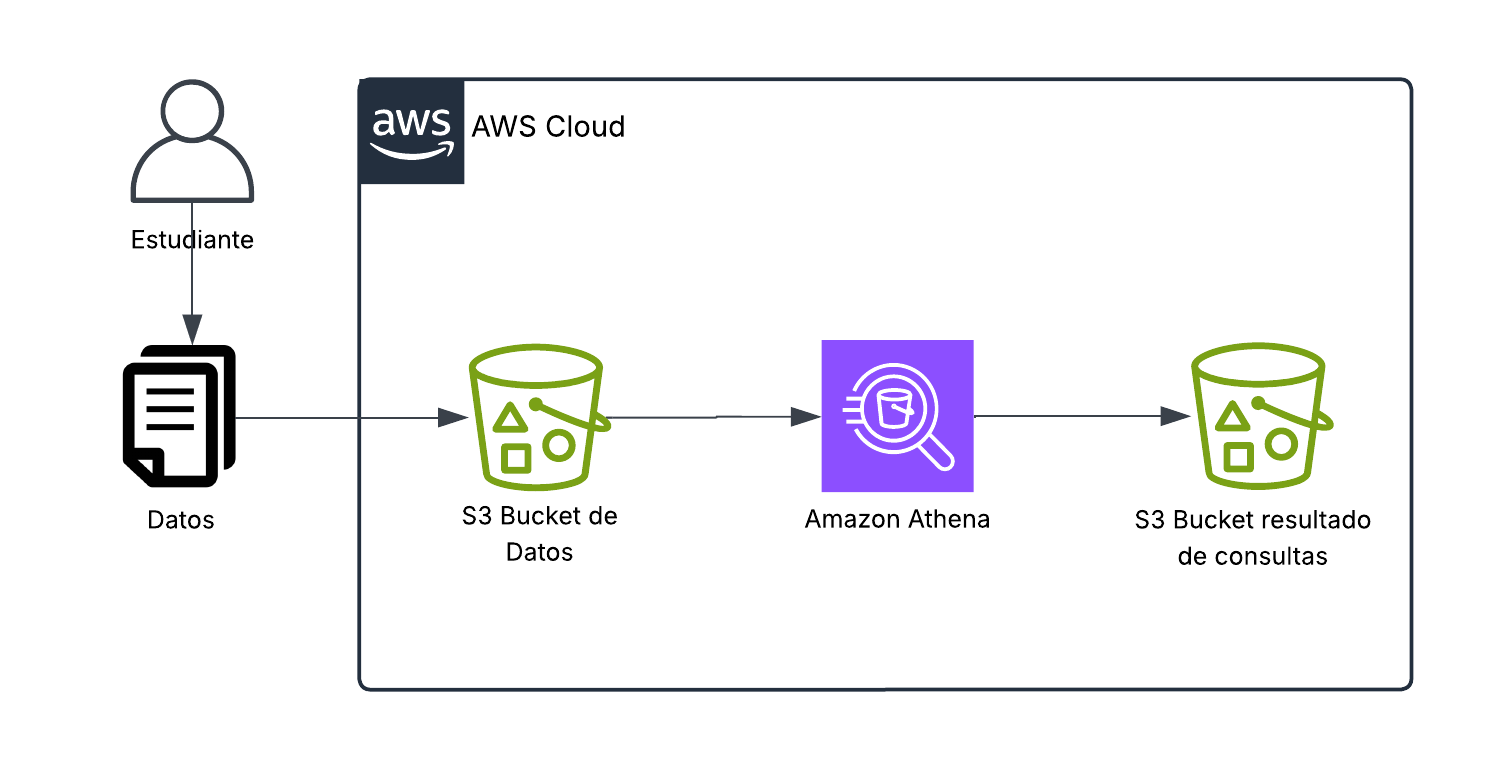 aws
AWS Cloud
Estudiante
Datos
S3 Bucket de
Datos
Amazon Athena
S3 Bucket resultado
de consultas